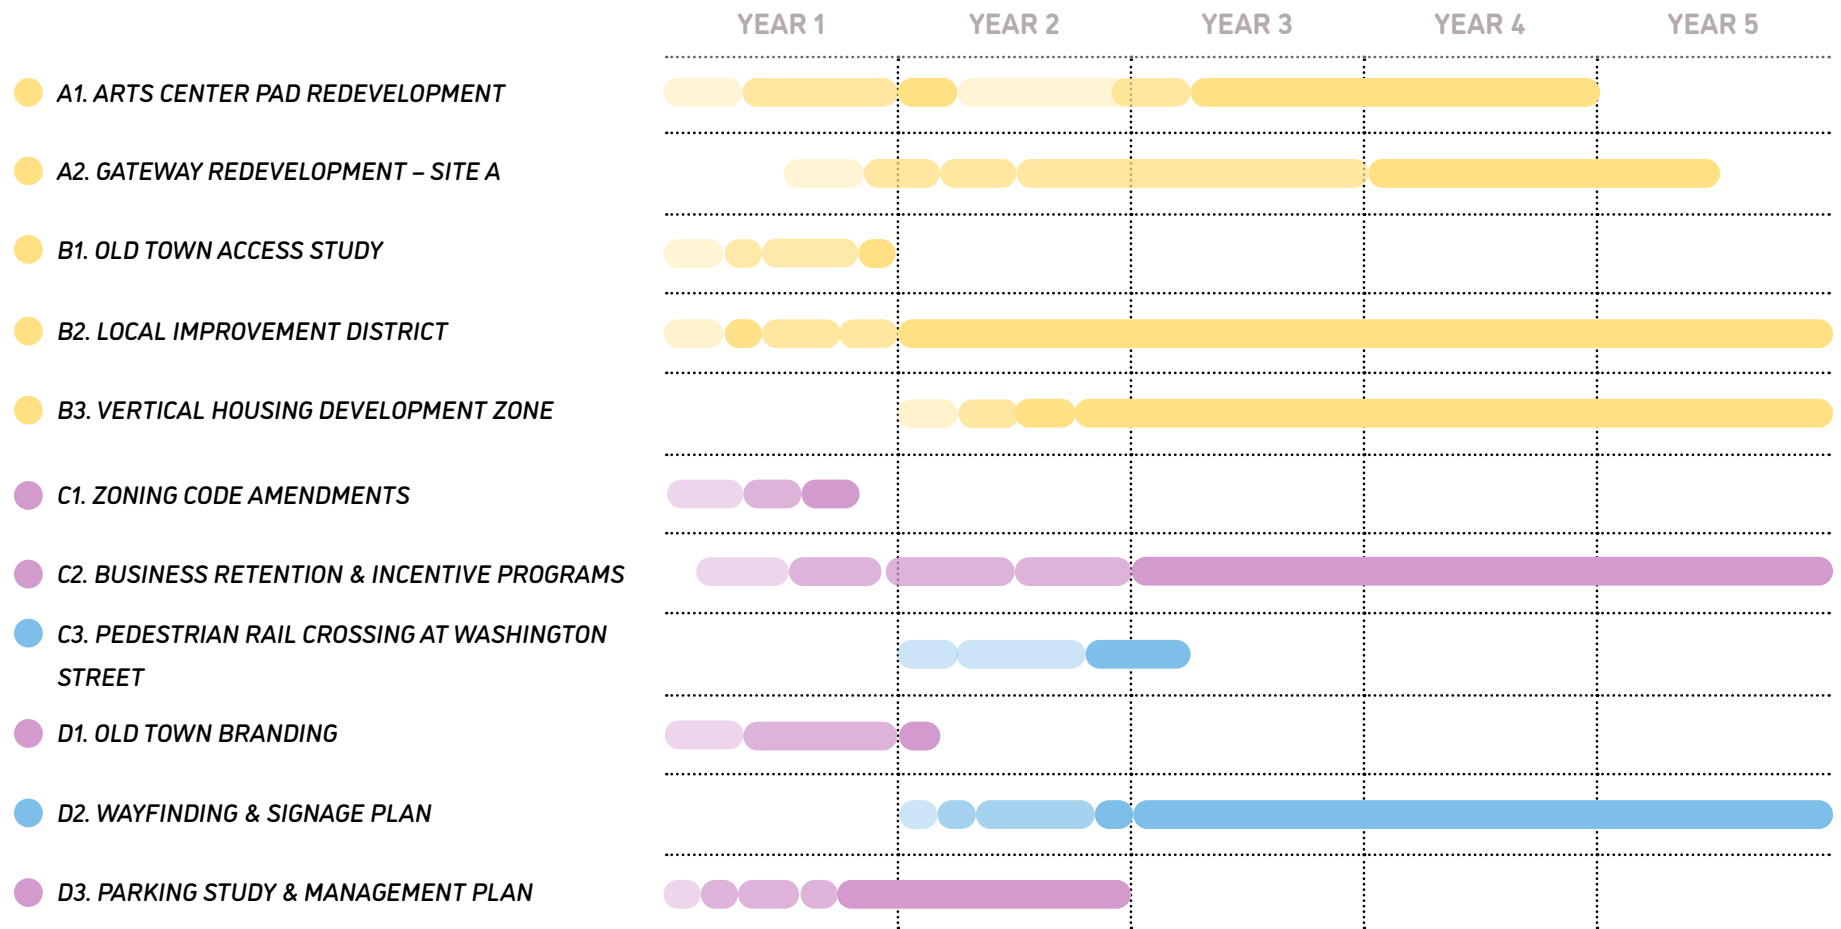 YEAR 1 YEAR 2 YEAR 3 YEAR 4 YEAR 5
A1. ARTS CENTER PAD REDEVELOPMENT
A2. GATEWAY REDEVELOPMENT – SITE A
B1. OLD TOWN ACCESS STUDY
B2. LOCAL IMPROVEMENT DISTRICT
B3. VERTICAL HOUSING DEVELOPMENT ZONE
C1. ZONING CODE AMENDMENTS
C2. BUSINESS RETENTION & INCENTIVE PROGRAMS
C3. PEDESTRIAN RAIL CROSSING AT WASHINGTON
STREET
D1. OLD TOWN BRANDING
D2. WAYFINDING & SIGNAGE PLAN
D3. PARKING STUDY & MANAGEMENT PLAN